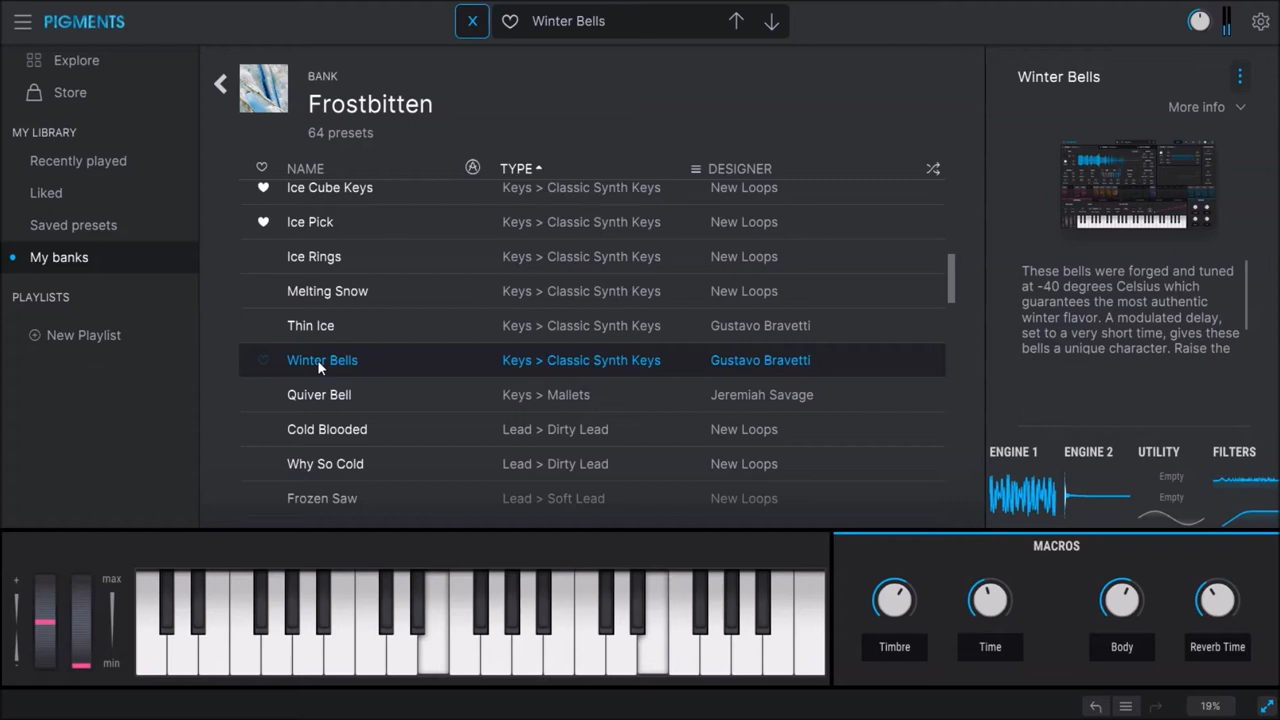 PIGMENTS
X
Winter Bells
Explore
Store
MY LIBRARY
Recently played
Liked
Saved presets
My banks
PLAYLISTS
New Playlist
BANK
Frostbitten
64 presets
NAME TYPE DESIGNER
Ice Cube Keys Keys > Classic Synth Keys New Loops
Ice Pick Keys > Classic Synth Keys New Loops
Ice Rings Keys > Classic Synth Keys New Loops
Melting Snow Keys > Classic Synth Keys New Loops
Thin Ice Keys > Classic Synth Keys Gustavo Bravetti
Winter Bells Keys > Classic Synth Keys Gustavo Bravetti
Quiver Bell Keys > Mallets Jeremiah Savage
Cold Blooded Lead > Dirty Lead New Loops
Why So Cold Lead > Dirty Lead New Loops
Frozen Saw Lead > Soft Lead New Loops
Winter Bells
More info
These bells were forged and tuned
at -40 degrees Celsius which
guarantees the most authentic
winter flavor. A modulated delay,
set to a very short time, gives these
bells a unique character. Raise the
ENGINE 1 ENGINE 2 UTILITY FILTERS
Empty
Empty
+
-
max
min
MACROS
Timbre
Time
Body
Reverb Time
19%